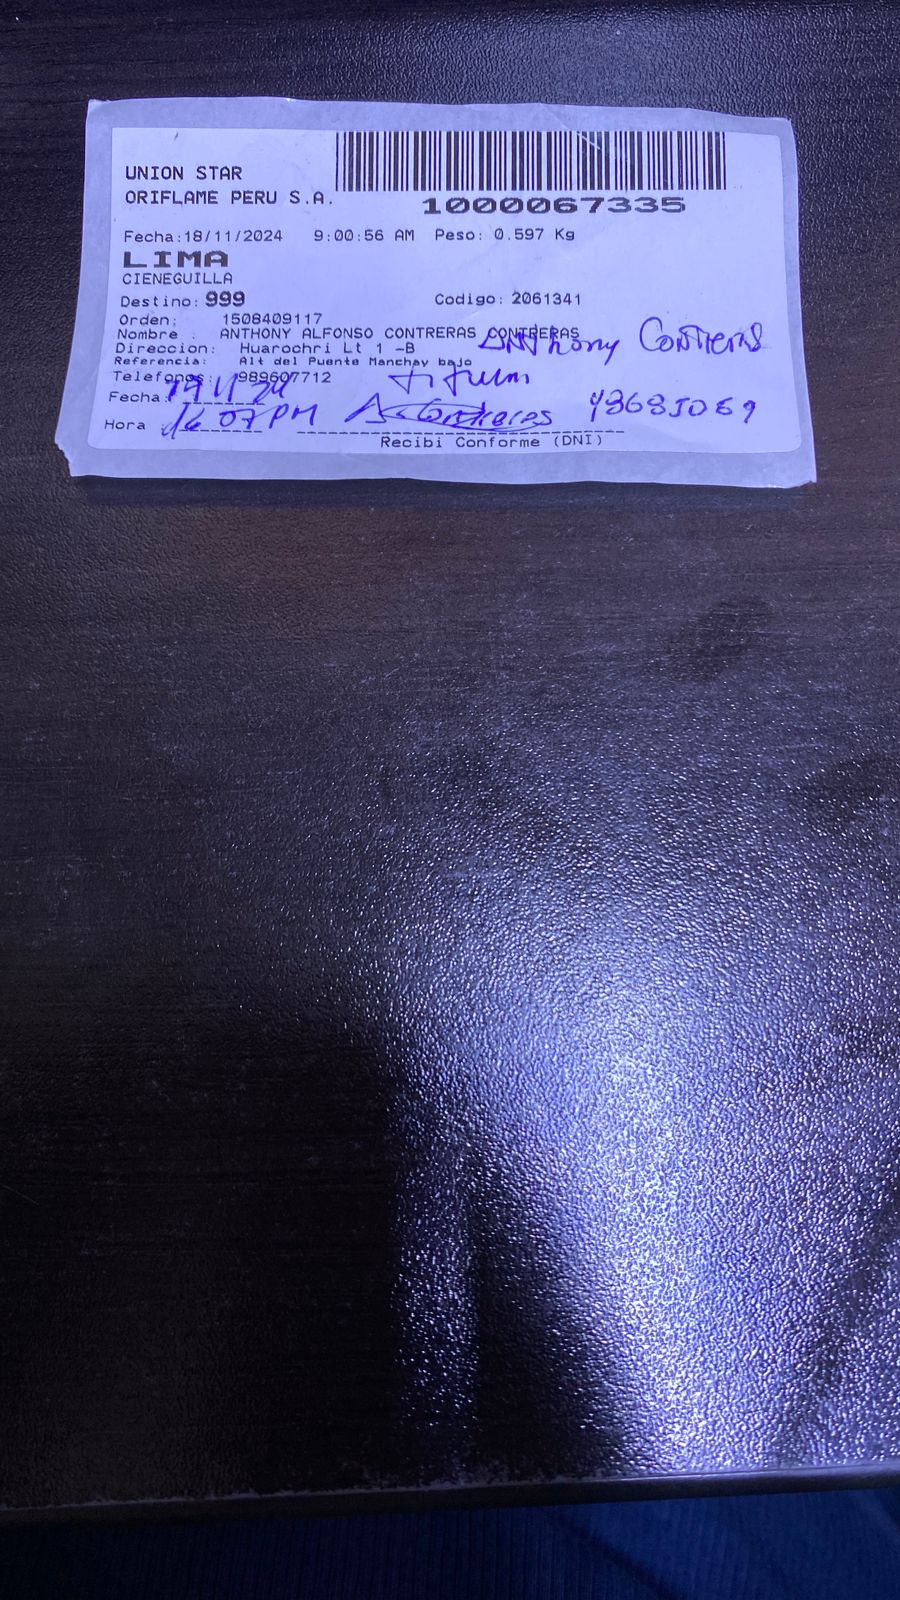 UNION STAR
ORIFLAME PERU S.A.
1000067335
Fecha:18/11/2024 9:00:56 AM Peso: 0.597 Kg
LIMA
CIENEGUILLA
Destino: 999 Codigo: 2061341
Orden: 1508409117
Nombre : ANTHONY ALFONSO CONTRERAS CONTRERAS
Anthony Contreras
Direccion: Huarochri Lt 1 -B
Referencia: Alt del Puente Manchay bajo
Telefonos: 989607712
Fecha: 19 11 24
Hora 16 07 PM
Recibi Conforme (DNI)